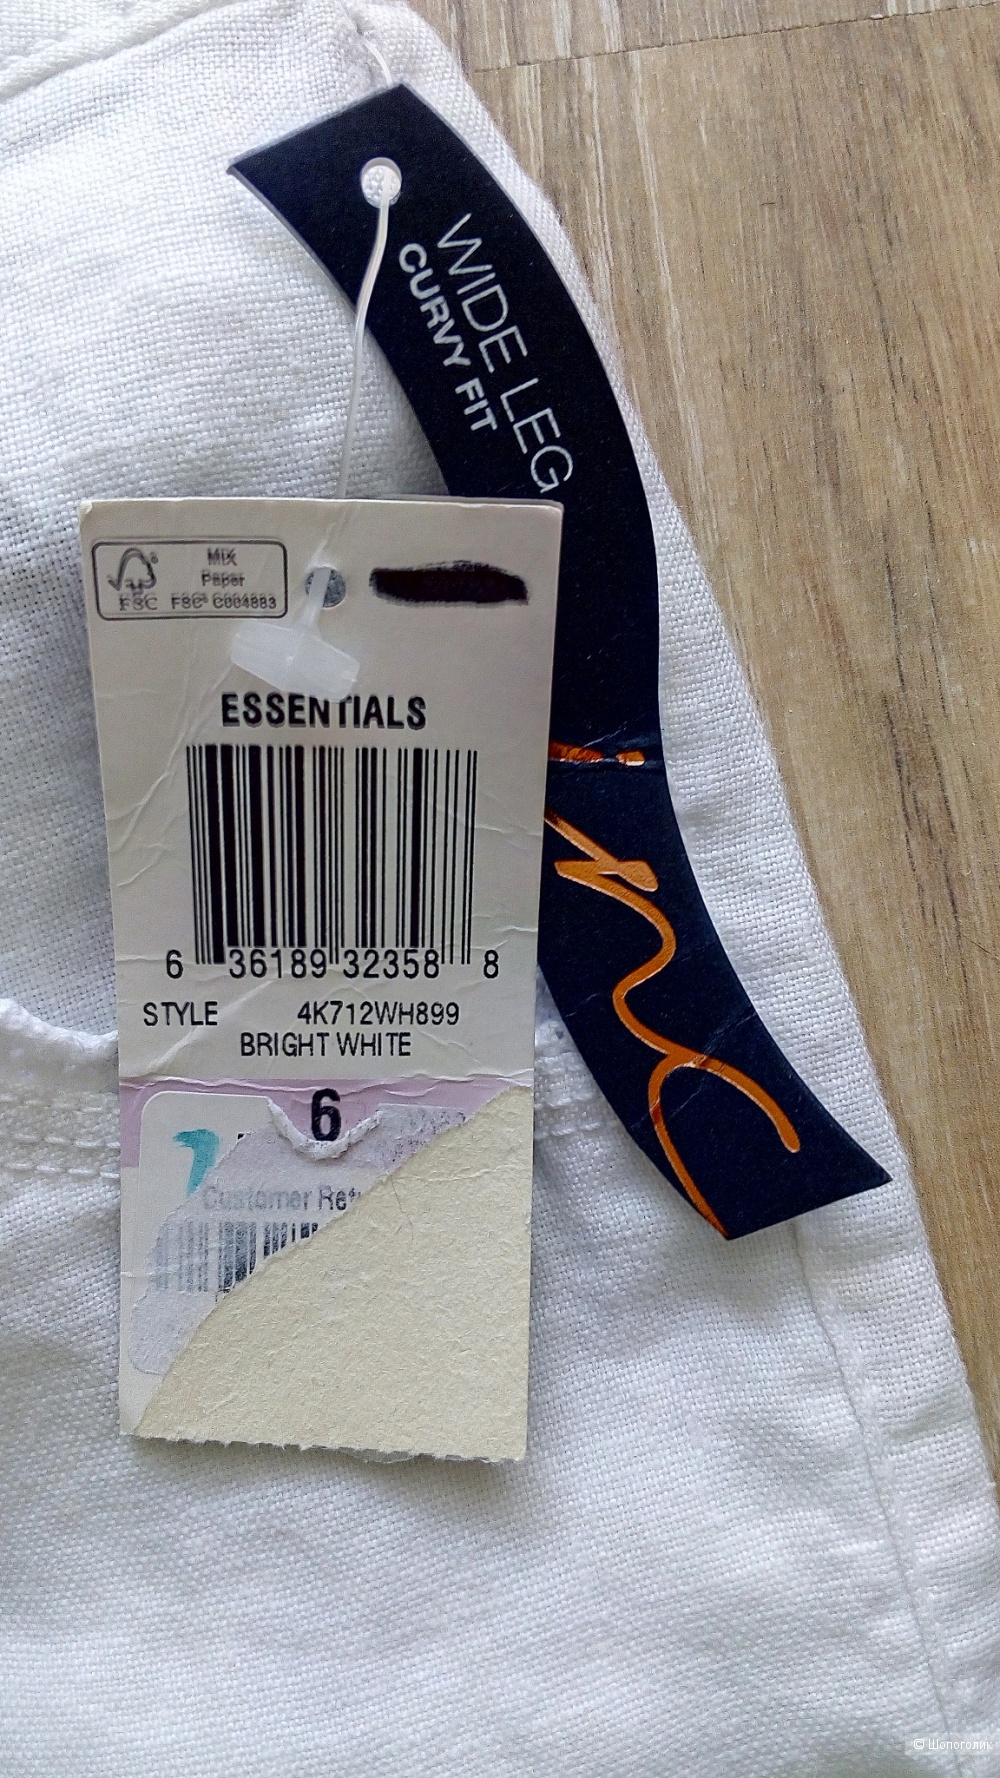 WIDE LEG
CURVY FIT
MIX
Paper
FSC FSC® C004883
ESSENTIALS
6 36189 32358 8
STYLE 4K712WH899
BRIGHT WHITE
6
Customer
© Шопоголик